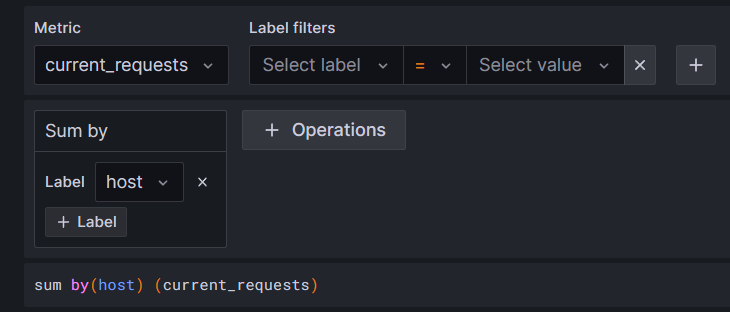 Metric
Label filters
current_requests
Select label
=
Select value
Sum by
+ Operations
Label
host
+ Label
sum by(host) (current_requests)